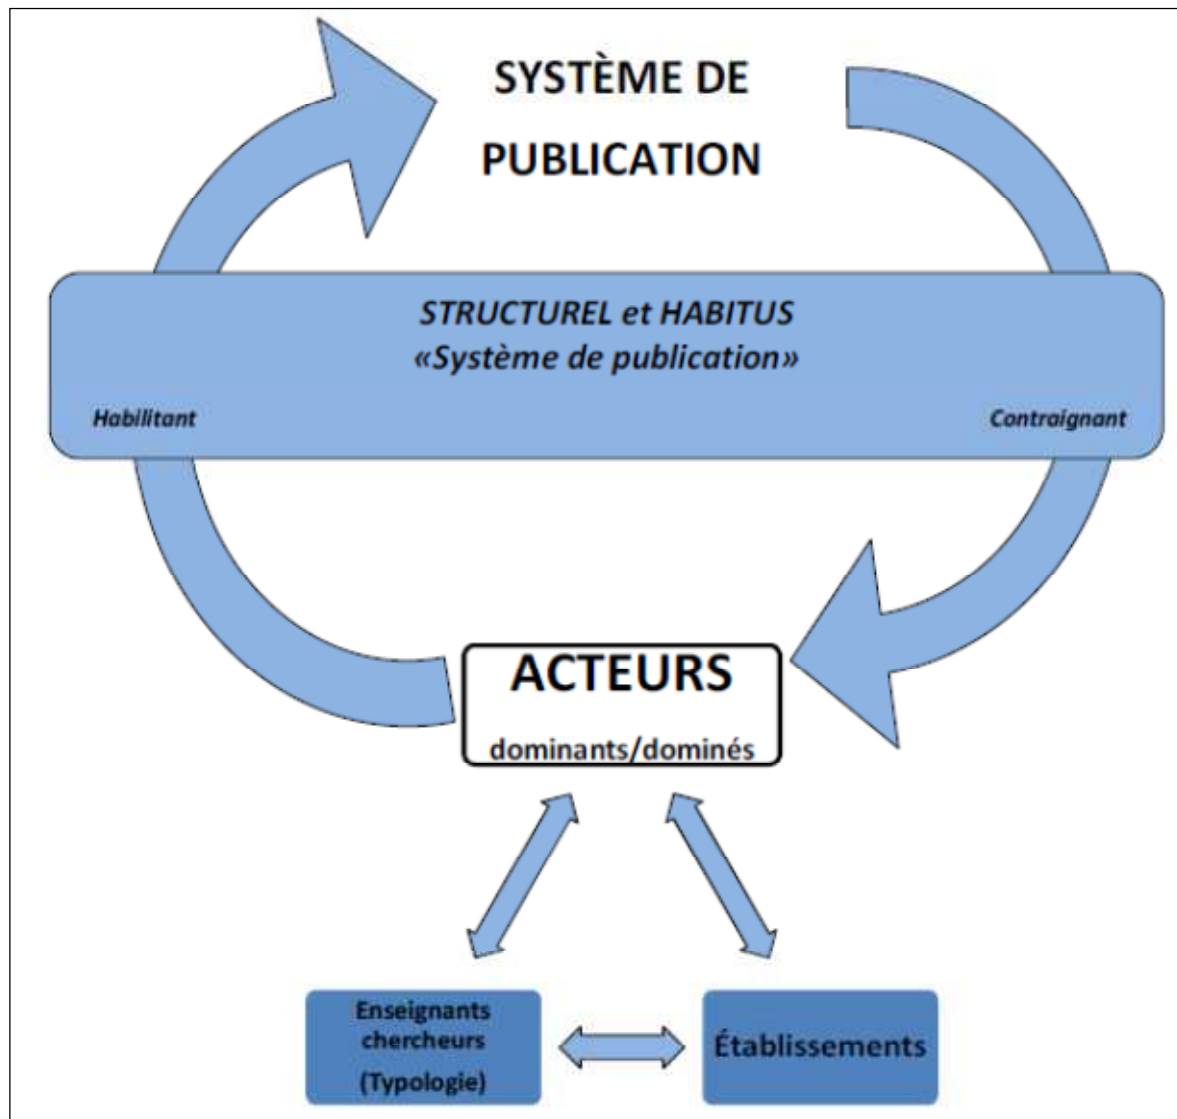 SYSTÈME DE
PUBLICATION
STRUCTUREL et HABITUS
«Système de publication»
Habilitant
Contraignant
ACTEURS
dominants/dominés
Enseignants
chercheurs
(Typologie)
Établissements